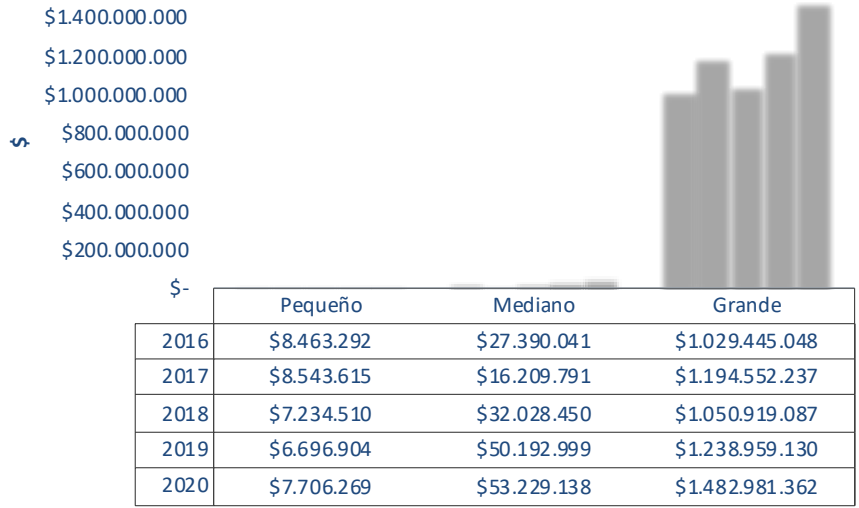 $1.400.000.000
$1.200.000.000
$1.000.000.000
$800.000.000
$600.000.000
$400.000.000
$200.000.000
$-
$
Pequeño Mediano Grande
2016 $8.463.292 $27.390.041 $1.029.445.048
2017 $8.543.615 $16.209.791 $1.194.552.237
2018 $7.234.510 $32.028.450 $1.050.919.087
2019 $6.696.904 $50.192.999 $1.238.959.130
2020 $7.706.269 $53.229.138 $1.482.981.362